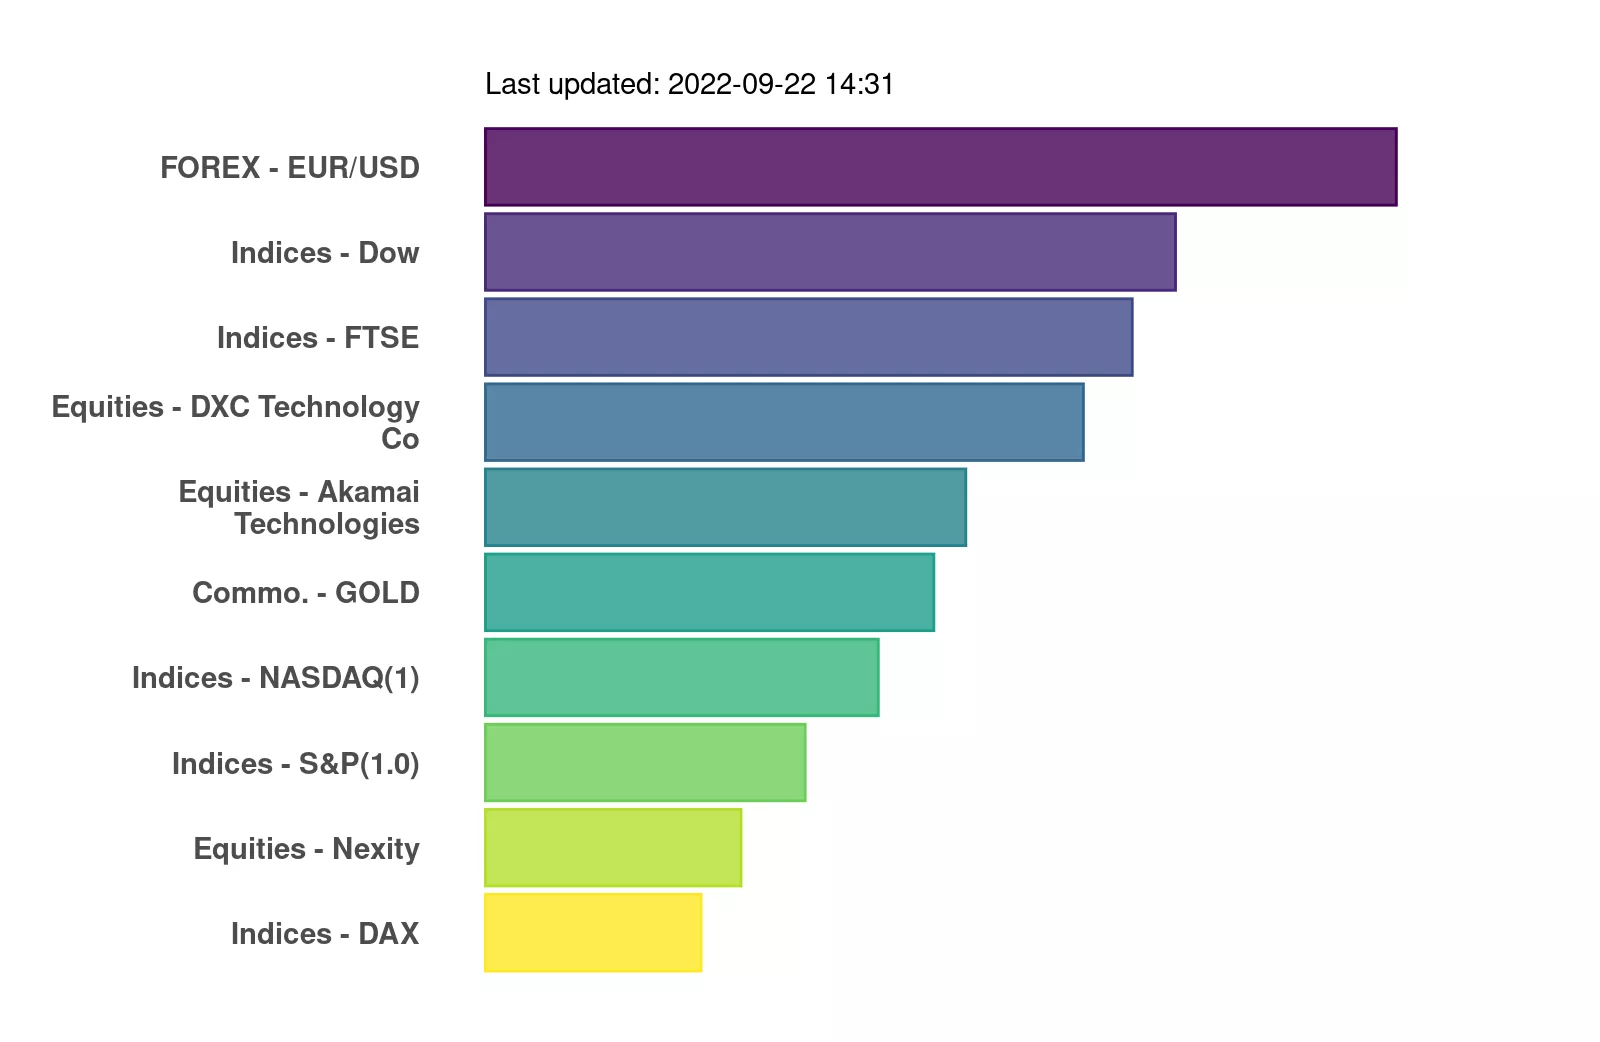 Last updated: 2022-09-22 14:31
FOREX - EUR/USD
Indices - Dow
Indices - FTSE
Equities - DXC Technology
Co
Equities - Akamai
Technologies
Commo. - GOLD
Indices - NASDAQ(1)
Indices - S&P(1.0)
Equities - Nexity
Indices - DAX